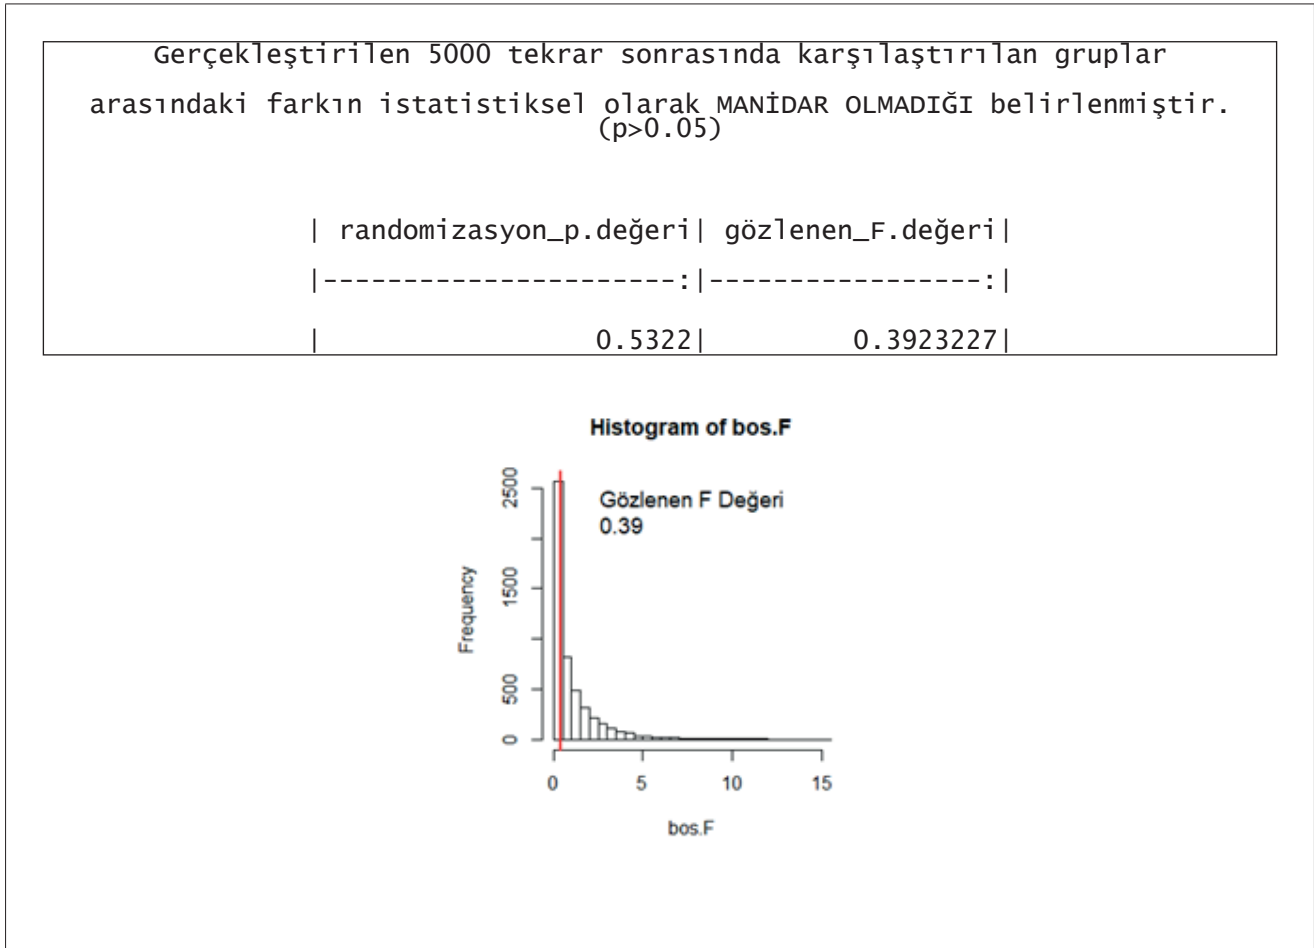 Gerçekleştirilen 5000 tekrar sonrasında karşılaştırılan gruplar
arasındaki farkın istatistiksel olarak MANİDAR OLMADIĞI belirlenmiştir.
(p>0.05)
| randomizasyon_p.değeri| gözlenen_F.değeri|
|----------------------:|-----------------:|
| 0.5322| 0.3923227|
Histogram of bos.F
Gözlenen F Değeri
0.39
Frequency
2500
1500
500
0
0 5 10 15
bos.F